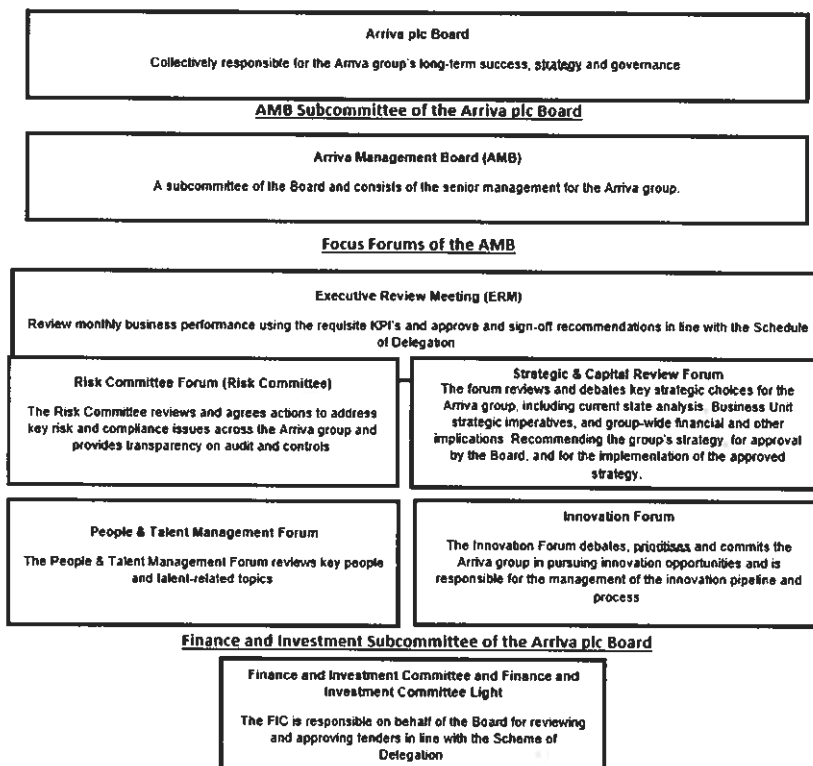 Arriva plc Board
Collectively responsible for the Arriva group's long-term success, strategy and governance
AMB Subcommittee of the Arriva plc Board
Arriva Management Board (AMB)
A subcommittee of the Board and consists of the senior management for the Arriva group.
Focus Forums of the AMB
Executive Review Meeting (ERM)
Review monthly business performance using the requisite KPI's and approve and sign-off recommendations in line with the Schedule
of Delegation
Risk Committee Forum (Risk Committee)
The Risk Committee reviews and agrees actions to address
key risk and compliance issues across the Arriva group and
provides transparency on audit and controls
Strategic & Capital Review Forum
The forum reviews and debates key strategic choices for the
Arriva group, including current state analysis, Business Unit
strategic imperatives, and group-wide financial and other
implications. Recommending the group's strategy, for approval
by the Board, and for the implementation of the approved
strategy.
People & Talent Management Forum
The People & Talent Management Forum reviews key people
and talent-related topics
Innovation Forum
The Innovation Forum debates, prioritises and commits the
Arriva group in pursuing innovation opportunities and is
responsible for the management of the innovation pipeline and
process
Finance and Investment Subcommittee of the Arriva plc Board
Finance and Investment Committee and Finance and
Investment Committee Light
The FIC is responsible on behalf of the Board for reviewing
and approving tenders in line with the Scheme of
Delegation